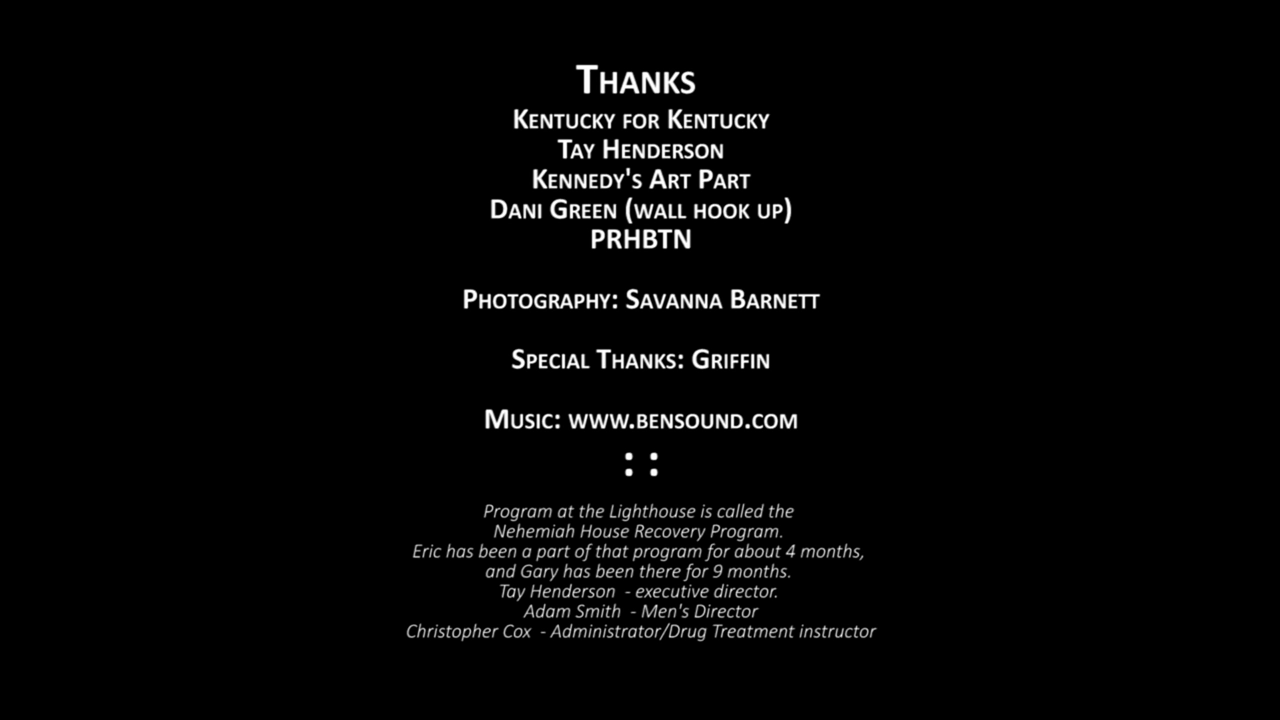 Thanks
Kentucky for Kentucky
Tay Henderson
Kennedy's Art Part
Dani Green (wall hook up)
PRHBTN
Photography: Savanna Barnett
Special Thanks: Griffin
Music: www.bensound.com
: :
Program at the Lighthouse is called the
Nehemiah House Recovery Program.
Eric has been a part of that program for about 4 months,
and Gary has been there for 9 months.
Tay Henderson - executive director.
Adam Smith - Men's Director
Christopher Cox - Administrator/Drug Treatment instructor